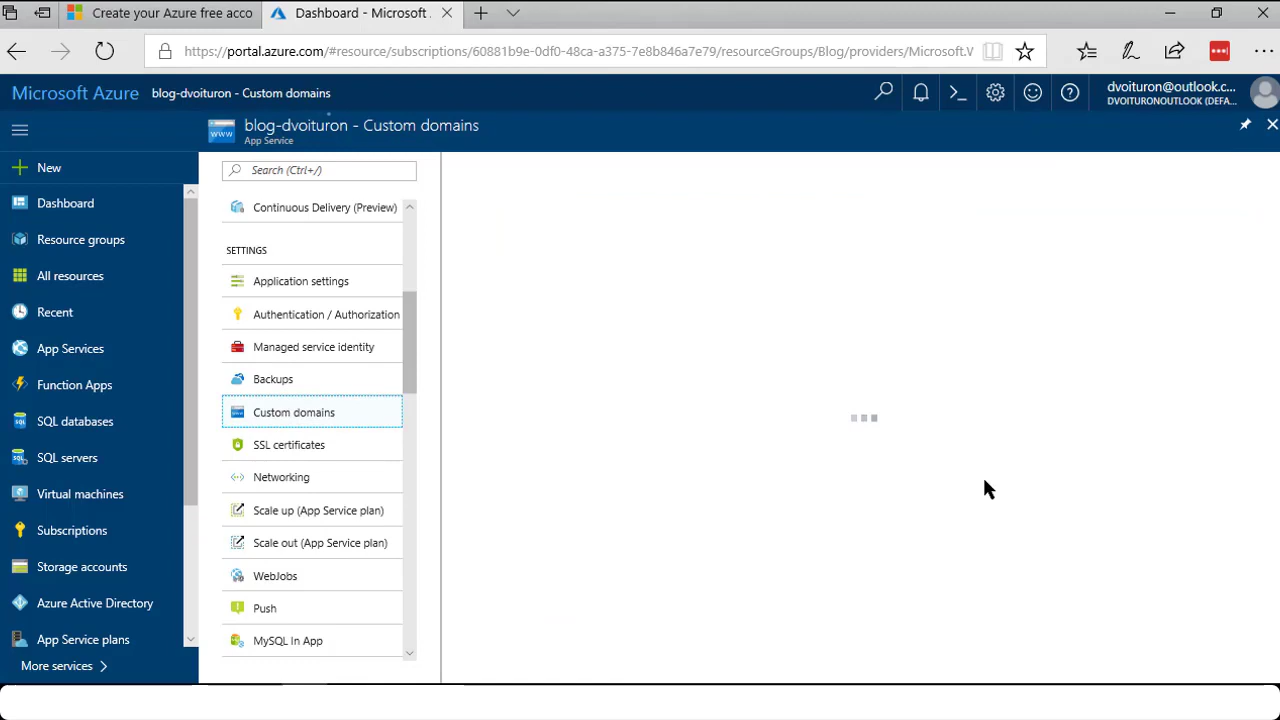 Create your Azure free acco
Dashboard - Microsoft
https://portal.azure.com/#resource/subscriptions/60881b9e-0df0-48ca-a375-7e8b846a7e79/resourceGroups/Blog/providers/Microsoft.V
Microsoft Azure
blog-dvoituron - Custom domains
dvoituron@outlook.c...
DVOITURONOUTLOOK (DEFA...
blog-dvoituron - Custom domains
App Service
New
Dashboard
Resource groups
All resources
Recent
App Services
Function Apps
SQL databases
SQL servers
Virtual machines
Subscriptions
Storage accounts
Azure Active Directory
App Service plans
More services
Search (Ctrl+/)
Continuous Delivery (Preview)
SETTINGS
Application settings
Authentication / Authorization
Managed service identity
Backups
Custom domains
SSL certificates
Networking
Scale up (App Service plan)
Scale out (App Service plan)
WebJobs
Push
MySQL In App